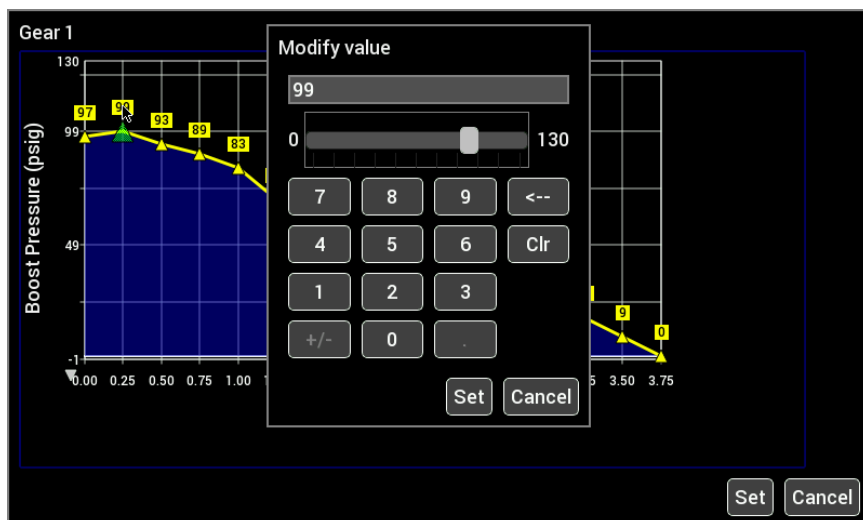 Gear 1
Modify value
99
0 130
7 8 9 <--
4 5 6 Clr
1 2 3
+/- 0 .
Set Cancel
Boost Pressure (psig)
130
99
49
-1
97 99 93 89 83
9 0
0.00 0.25 0.50 0.75 1.00 3.50 3.75
Set Cancel